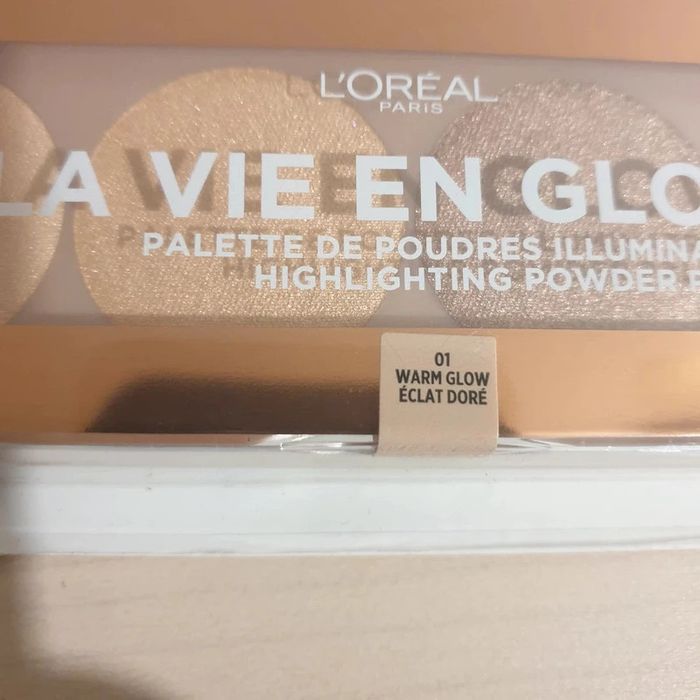 L'ORÉAL
PARIS
LA VIE EN GLO
PALETTE DE POUDRES ILLUMINA
HIGHLIGHTING POWDER P
01
WARM GLOW
ÉCLAT DORÉ